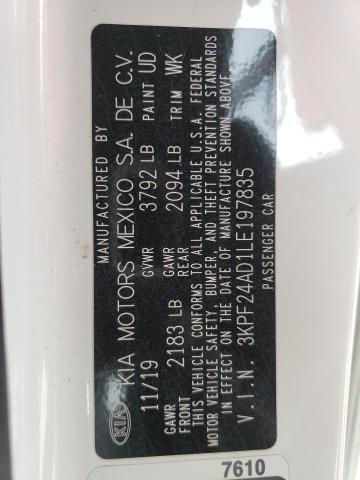 MANUFACTURED BY
KIA KIA MOTORS MEXICO S.A. DE C.V.
11/19 GVWR 3792 LB PAINT UD
GAWR FRONT 2183 LB GAWR REAR 2094 LB TRIM WK
THIS VEHICLE CONFORMS TO ALL APPLICABLE U.S.A. FEDERAL
MOTOR VEHICLE SAFETY, BUMPER, AND THEFT PREVENTION STANDARDS
IN EFFECT ON THE DATE OF MANUFACTURE SHOWN ABOVE
V.I.N. 3KPF24AD1LE197835
PASSENGER CAR
7610